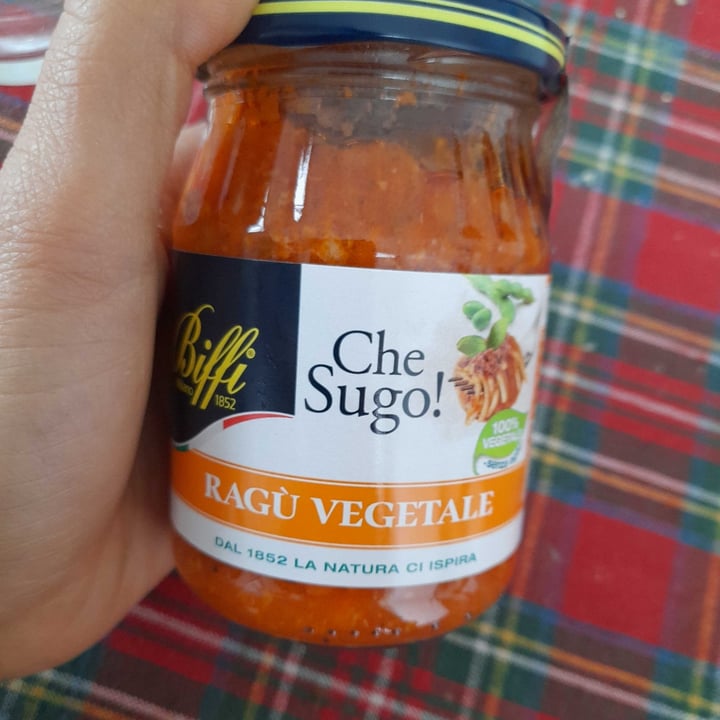 Biffi®
1852
Che
Sugo!
100%
VEGETALE
RAGÙ VEGETALE
DAL 1852 LA NATURA CI ISPIRA